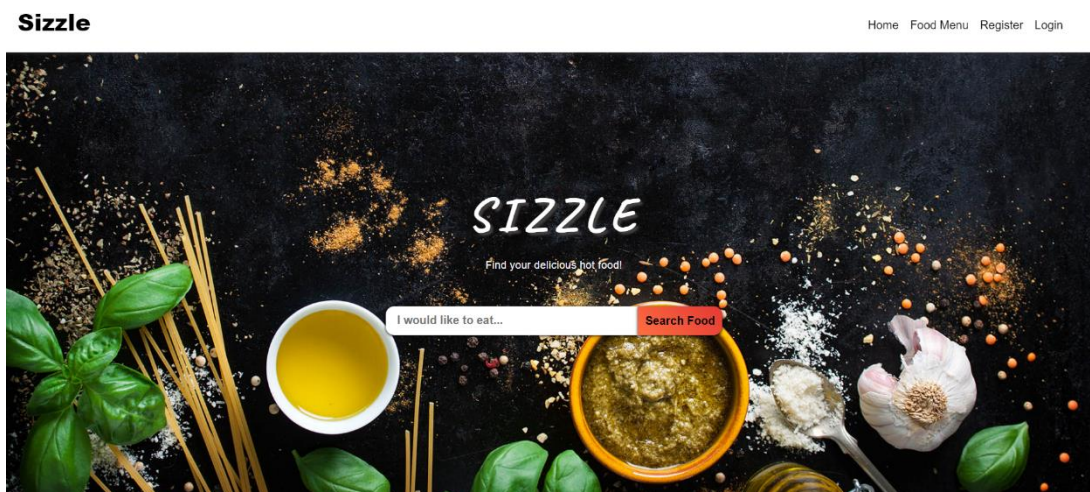 Sizzle
Home Food Menu Register Login
SIZZLE
Find your delicious hot food!
I would like to eat...
Search Food